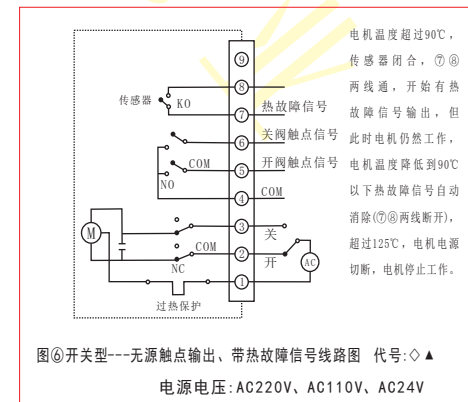 ⑨
⑧
传感器
KO
⑦
热故障信号
⑥
关阀触点信号
COM
⑤
开阀触点信号
NO
④
COM
③
关
M
COM
②
开
AC
NC
①
过热保护
电机温度超过90℃，
传感器闭合，⑦⑧
两线通，开始有热
故障信号输出，但
此时电机仍然工作，
电机温度降低到90℃
以下热故障信号自动
消除(⑦⑧两线断开)，
超过125℃，电机电源
切断，电机停止工作。
图⑥开关型---无源触点输出、带热故障信号线路图 代号:◇▲
电源电压:AC220V、AC110V、AC24V